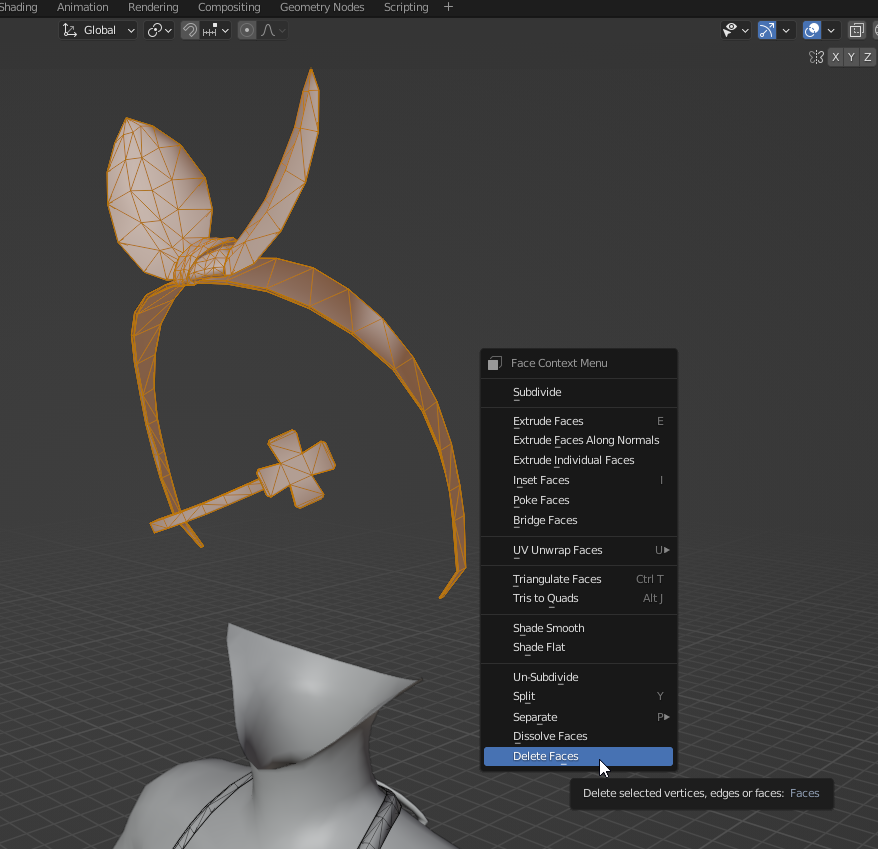 Shading Animation Rendering Compositing Geometry Nodes Scripting +
Global
X Y Z
Face Context Menu
Subdivide
Extrude Faces E
Extrude Faces Along Normals
Extrude Individual Faces
Inset Faces I
Poke Faces
Bridge Faces
UV Unwrap Faces U
Triangulate Faces Ctrl T
Tris to Quads Alt J
Shade Smooth
Shade Flat
Un-Subdivide
Split Y
Separate P
Dissolve Faces
Delete Faces
Delete selected vertices, edges or faces: Faces